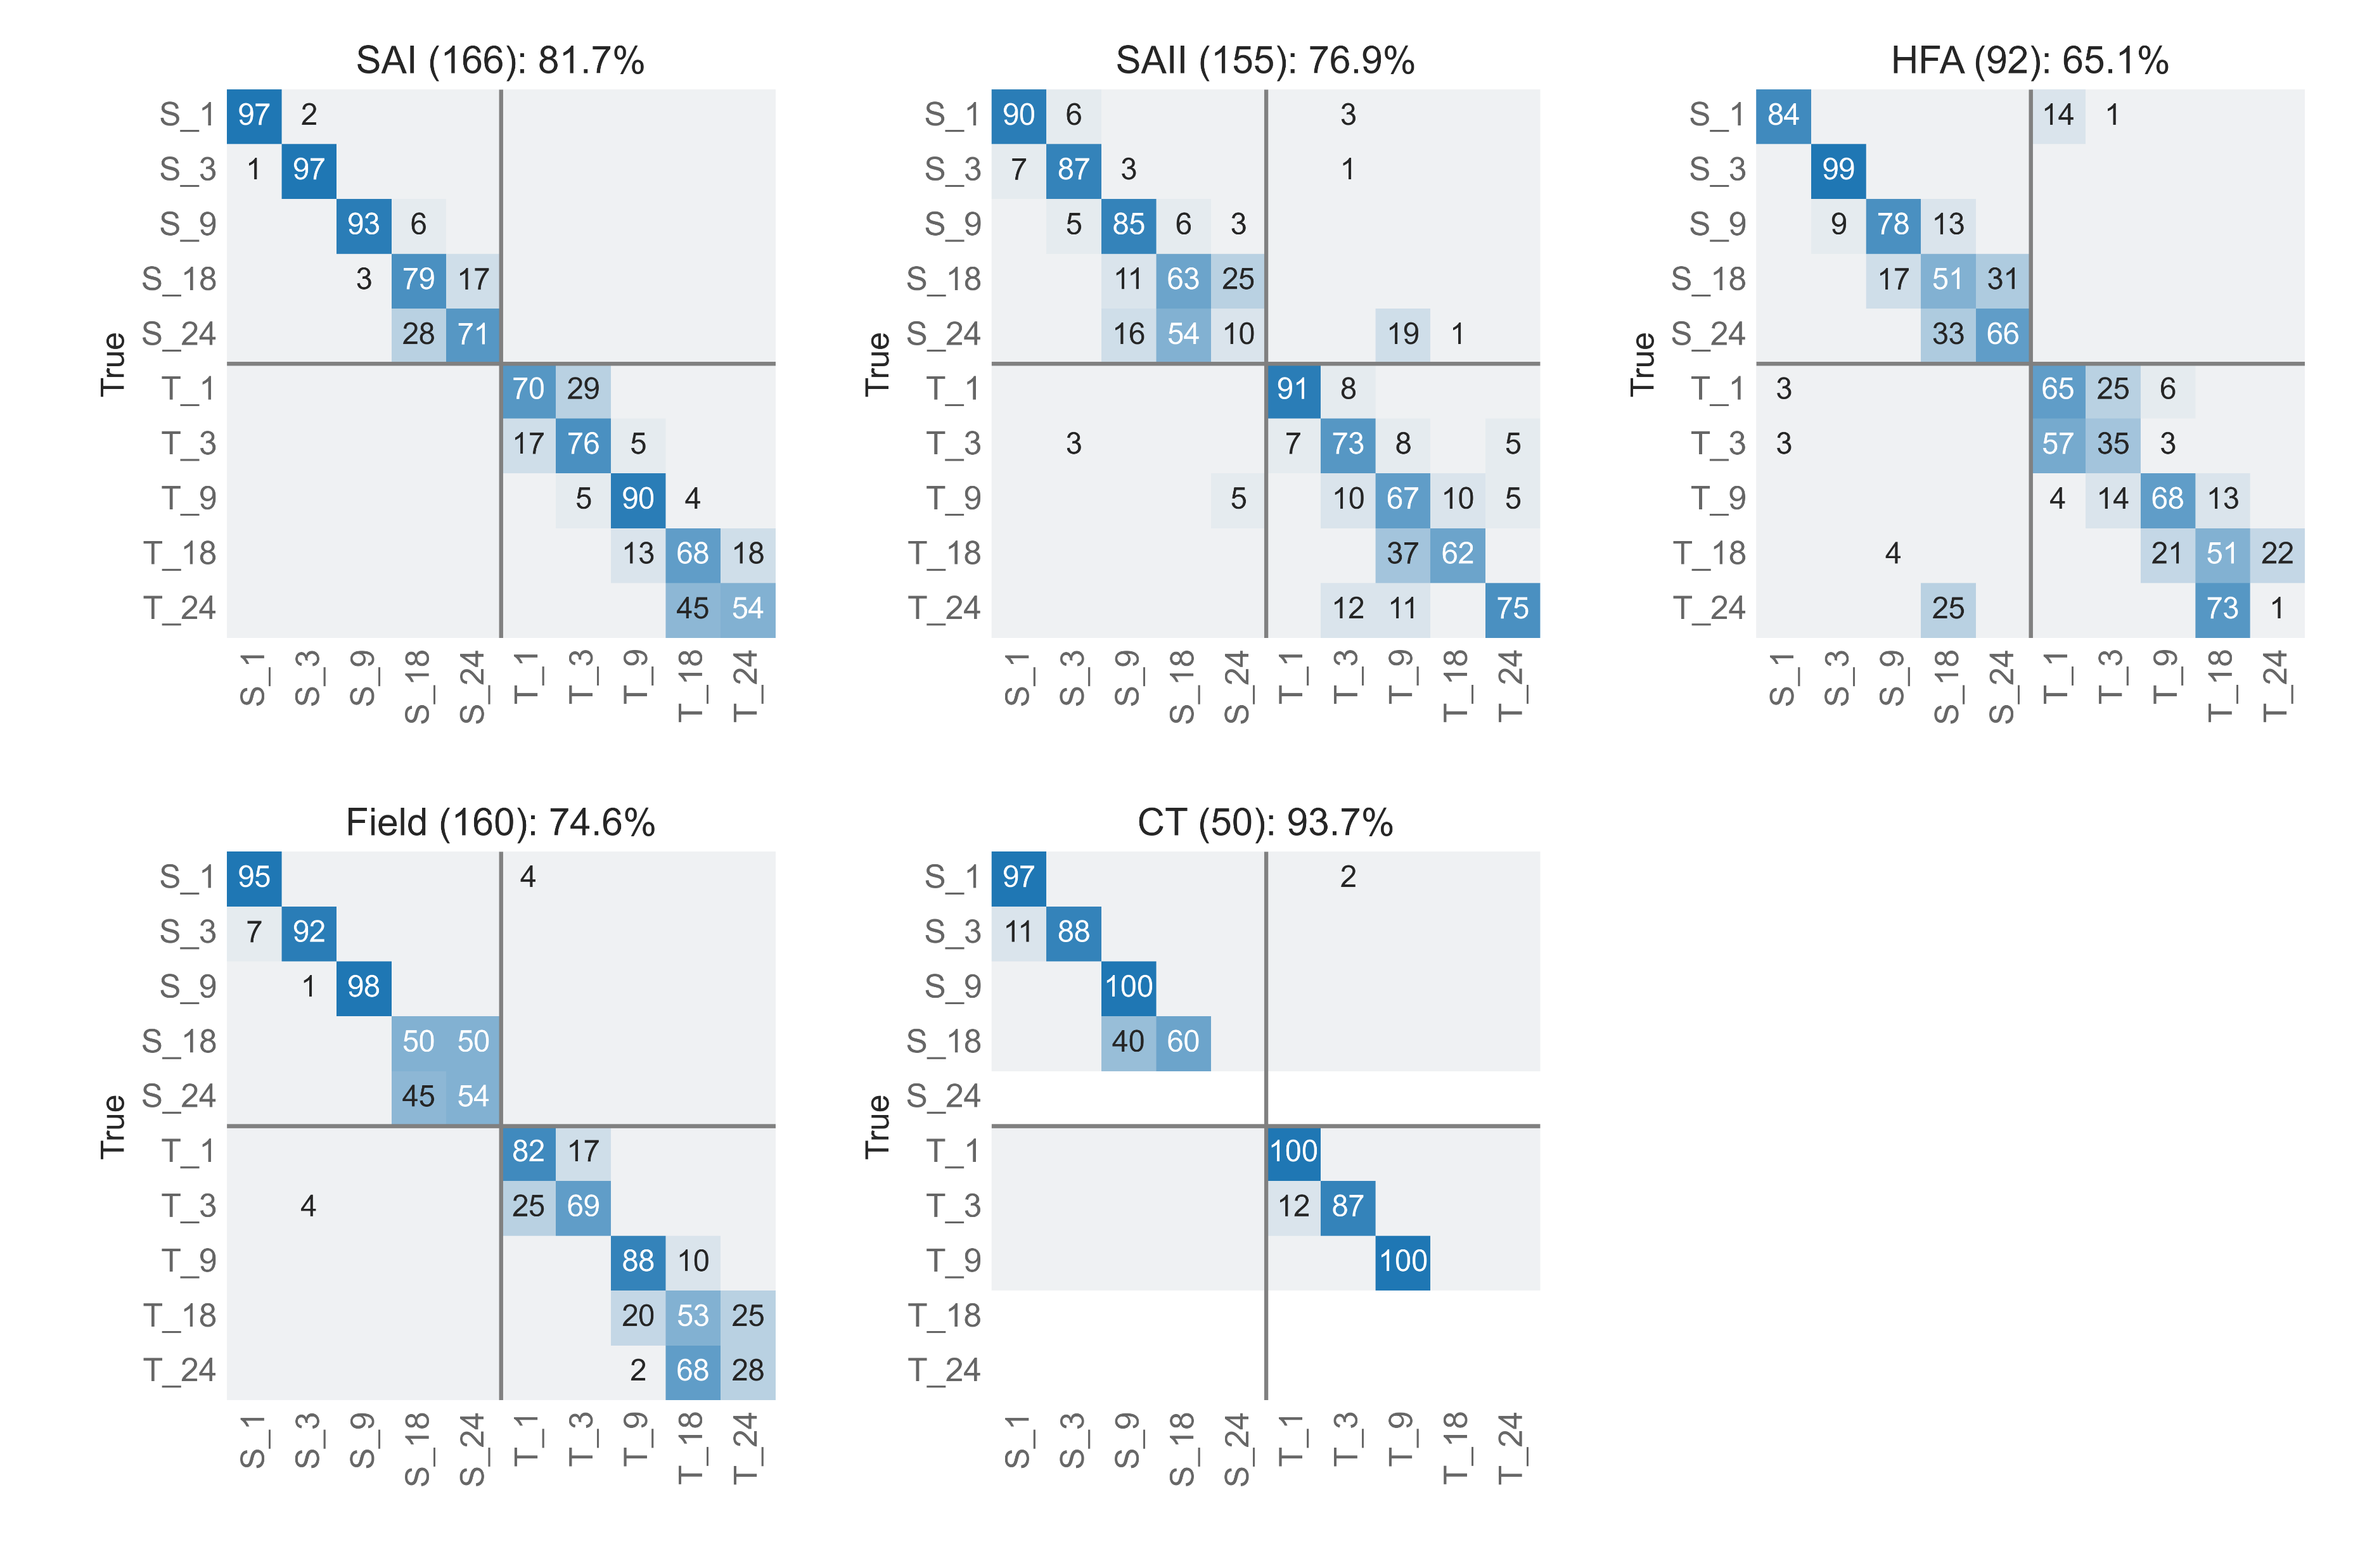 SAI (166): 81.7%
S_1 97 2
S_3 1 97
S_9 93 6
S_18 3 79 17
S_24 28 71
T_1 70 29
T_3 17 76 5
T_9 5 90 4
T_18 13 68 18
T_24 45 54
True
S_1 S_3 S_9 S_18 S_24 T_1 T_3 T_9 T_18 T_24
SAII (155): 76.9%
S_1 90 6 3
S_3 7 87 3 1
S_9 5 85 6 3
S_18 11 63 25
S_24 16 54 10 19 1
T_1 91 8
T_3 3 7 73 8 5
T_9 5 10 67 10 5
T_18 37 62
T_24 12 11 75
True
S_1 S_3 S_9 S_18 S_24 T_1 T_3 T_9 T_18 T_24
HFA (92): 65.1%
S_1 84 14 1
S_3 99
S_9 9 78 13
S_18 17 51 31
S_24 33 66
T_1 3 65 25 6
T_3 3 57 35 3
T_9 4 14 68 13
T_18 4 21 51 22
T_24 25 73 1
True
S_1 S_3 S_9 S_18 S_24 T_1 T_3 T_9 T_18 T_24
Field (160): 74.6%
S_1 95 4
S_3 7 92
S_9 1 98
S_18 50 50
S_24 45 54
T_1 82 17
T_3 4 25 69
T_9 88 10
T_18 20 53 25
T_24 2 68 28
True
S_1 S_3 S_9 S_18 S_24 T_1 T_3 T_9 T_18 T_24
CT (50): 93.7%
S_1 97 2
S_3 11 88
S_9 100
S_18 40 60
S_24
T_1 100
T_3 12 87
T_9 100
T_18
T_24
True
S_1 S_3 S_9 S_18 S_24 T_1 T_3 T_9 T_18 T_24